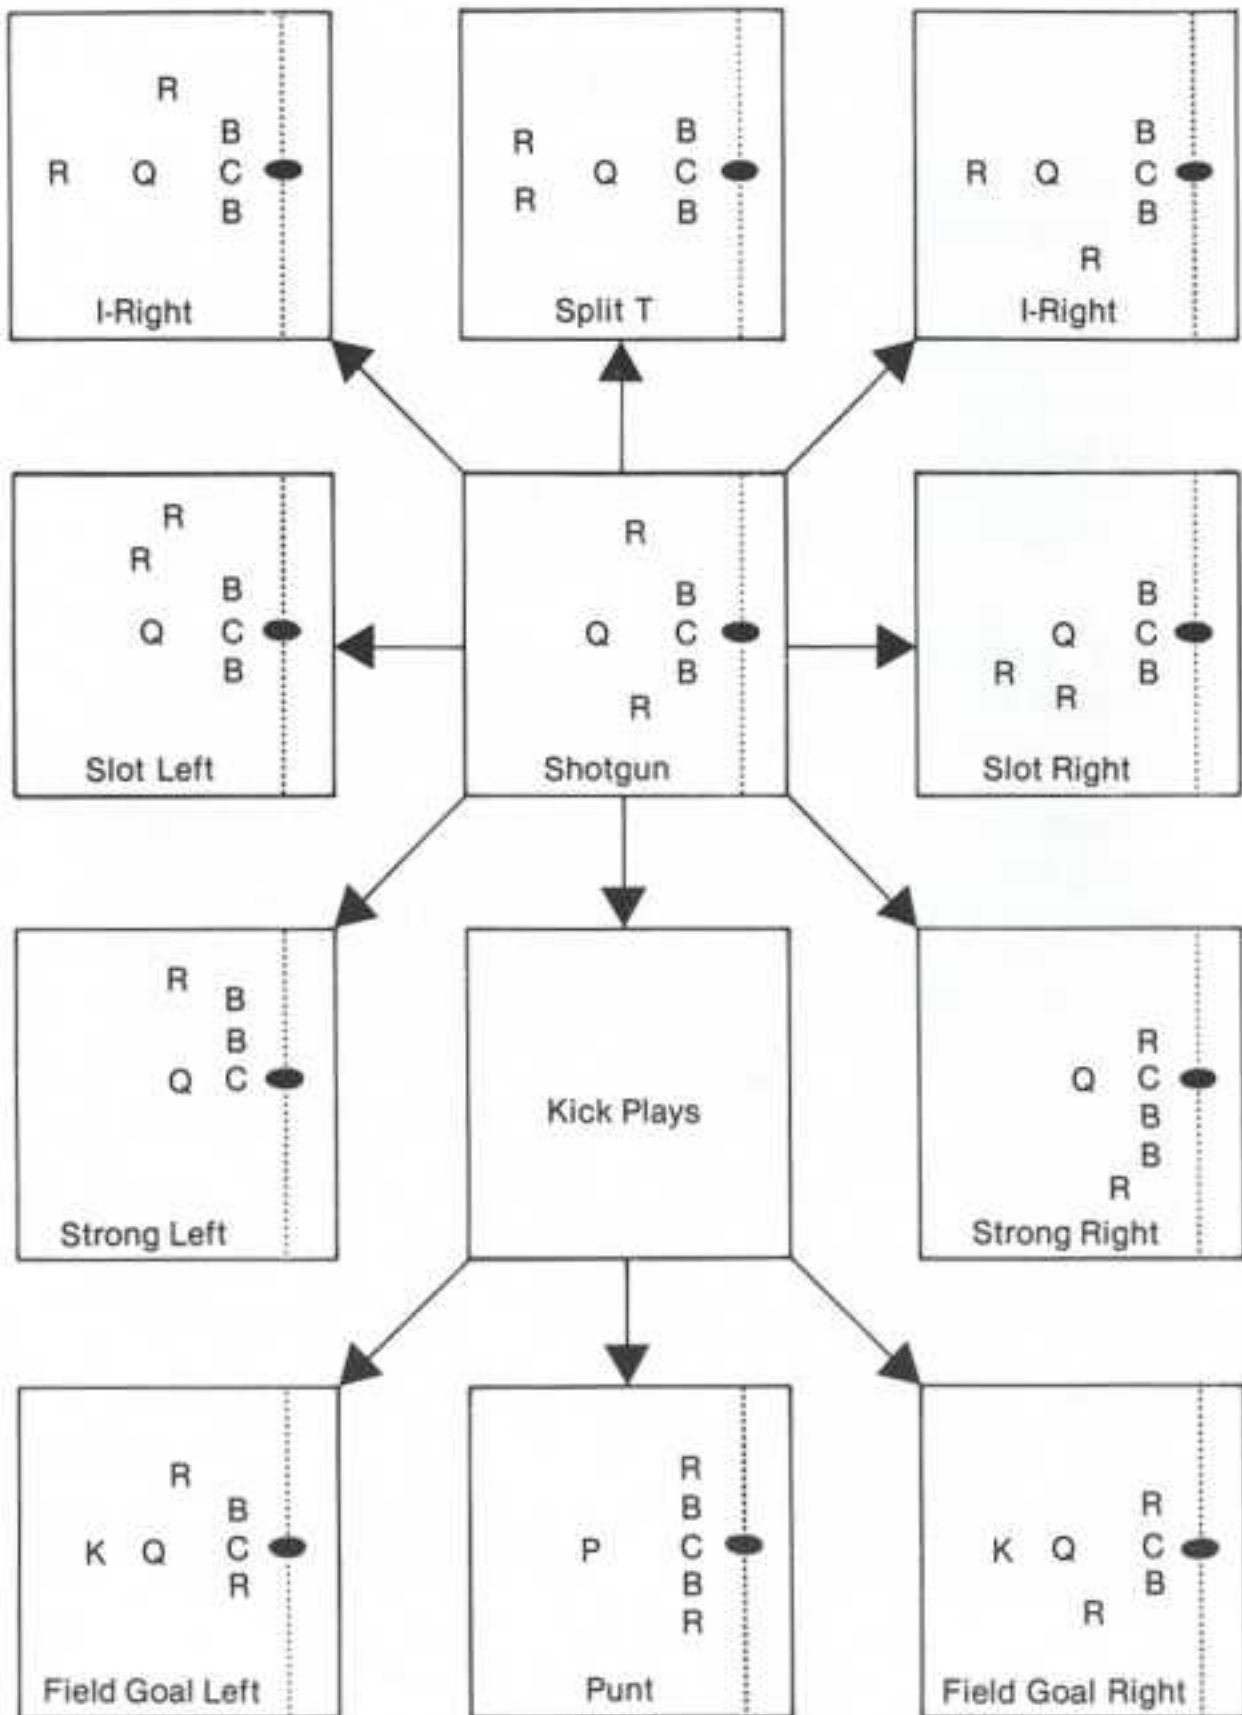 R
B
R Q C
B
I-Right
B
R
Q C
R
B
Split T
B
R Q C
B
R
I-Right
R
R
B
Q C
B
Slot Left
R
B
Q C
B
R
Shotgun
B
Q C
R B
R
Slot Right
R
B
B
Q C
Strong Left
Kick Plays
R
Q C
B
B
R
Strong Right
R
B
K Q C
R
Field Goal Left
R
B
P C
B
R
Punt
R
K Q C
B
R
Field Goal Right